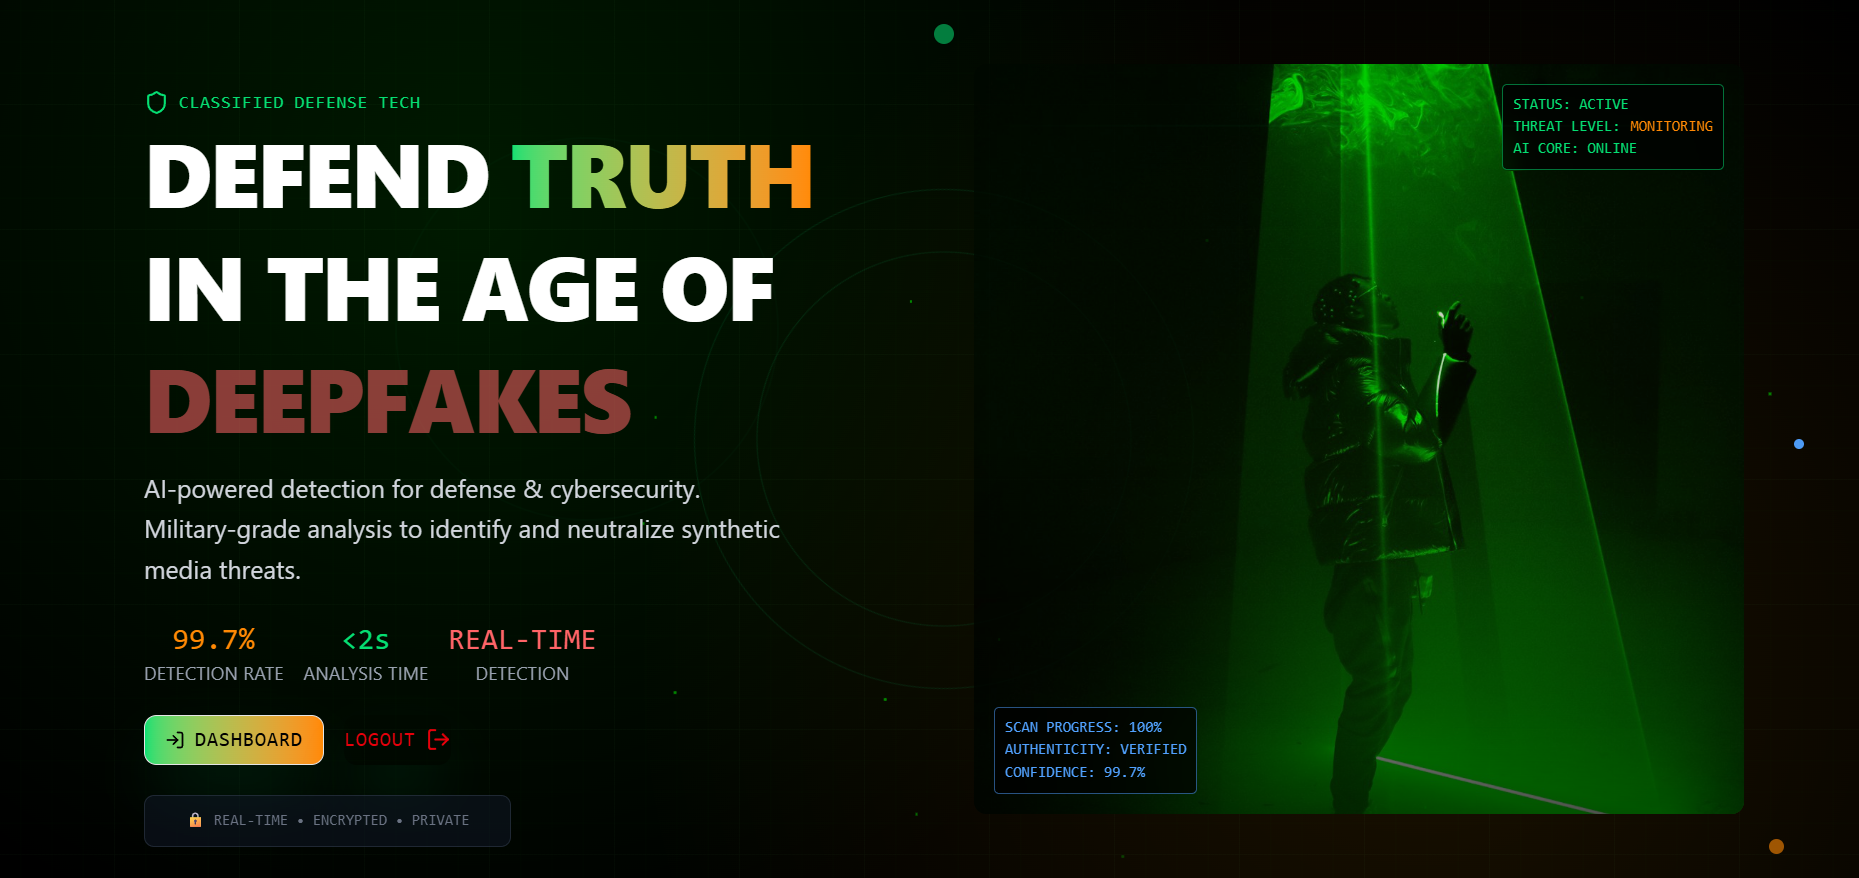 CLASSIFIED DEFENSE TECH
DEFEND TRUTH
IN THE AGE OF
DEEPFAKES
AI-powered detection for defense & cybersecurity.
Military-grade analysis to identify and neutralize synthetic
media threats.
99.7%
DETECTION RATE
<2s
ANALYSIS TIME
REAL-TIME
DETECTION
DASHBOARD
LOGOUT
REAL-TIME • ENCRYPTED • PRIVATE
STATUS: ACTIVE
THREAT LEVEL: MONITORING
AI CORE: ONLINE
SCAN PROGRESS: 100%
AUTHENTICITY: VERIFIED
CONFIDENCE: 99.7%